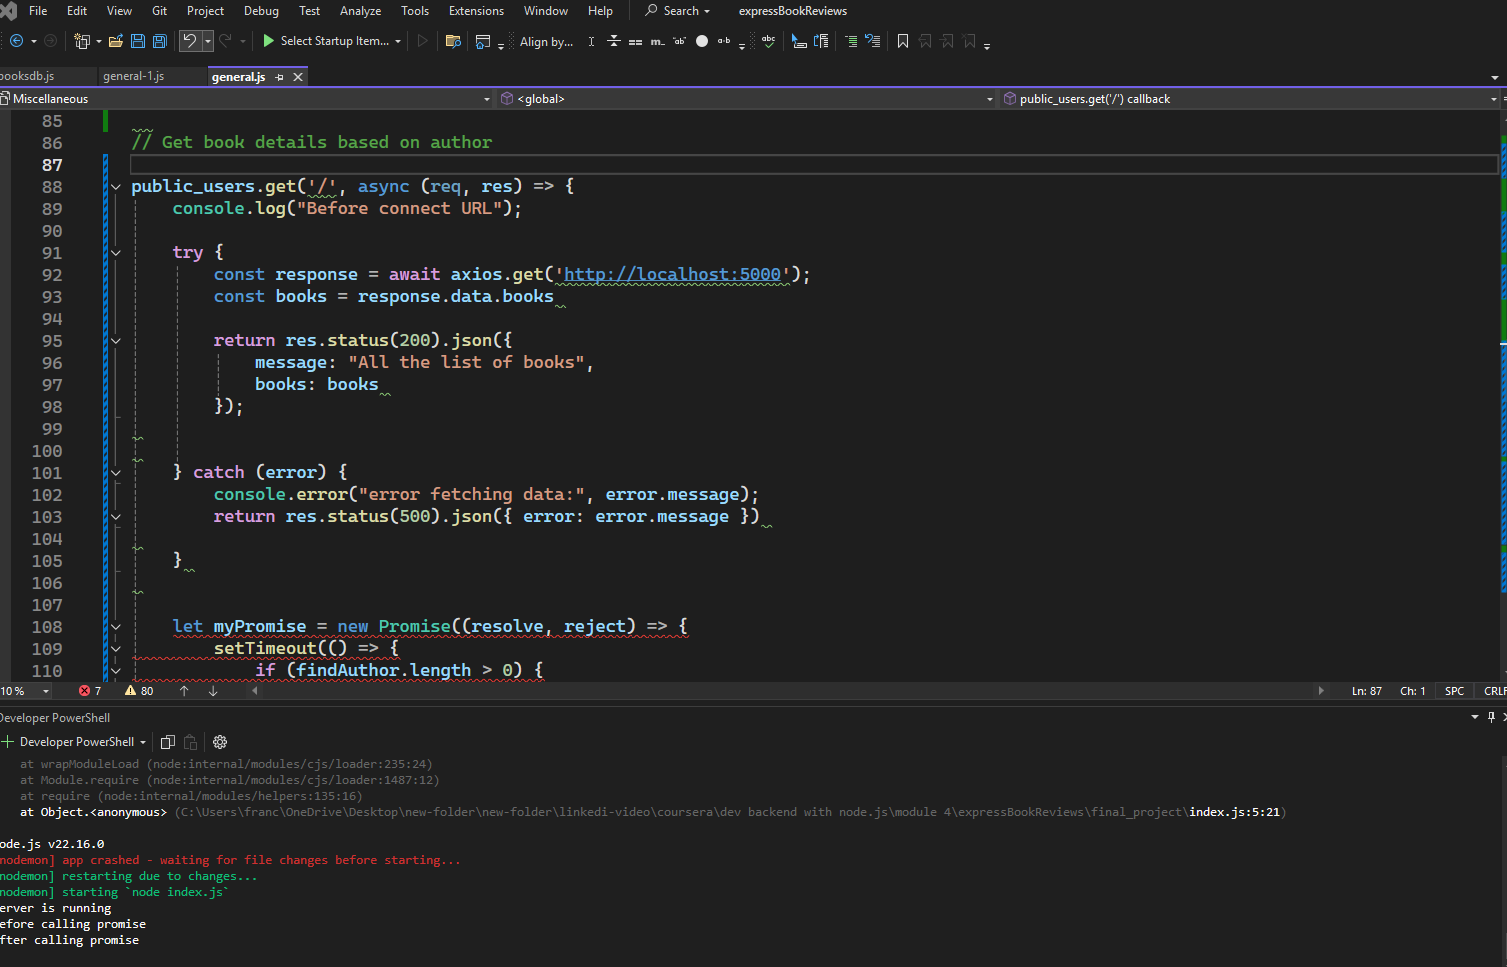 File Edit View Git Project Debug Test Analyze Tools Extensions Window Help Search expressBookReviews
Select Startup Item... Align by...
booksdb.js general-1.js general.js
Miscellaneous <global> public_users.get('/') callback
85
86 // Get book details based on author
87
88 public_users.get('/', async (req, res) => {
89 console.log("Before connect URL");
90
91 try {
92 const response = await axios.get('http://localhost:5000');
93 const books = response.data.books
94
95 return res.status(200).json({
96 message: "All the list of books",
97 books: books
98 });
99
100
101 } catch (error) {
102 console.error("error fetching data:", error.message);
103 return res.status(500).json({ error: error.message })
104
105 }
106
107
108 let myPromise = new Promise((resolve, reject) => {
109 setTimeout(() => {
110 if (findAuthor.length > 0) {
10 % 7 80 Ln: 87 Ch: 1 SPC CRLF
Developer PowerShell
Developer PowerShell
at wrapModuleLoad (node:internal/modules/cjs/loader:235:24)
at Module.require (node:internal/modules/cjs/loader:1487:12)
at require (node:internal/modules/helpers:135:16)
at Object.<anonymous> (C:\Users\franc\OneDrive\Desktop\new-folder\new-folder\linkedi-video\coursera\dev backend with node.js\module 4\expressBookReviews\final_project\index.js:5:21)
ode.js v22.16.0
nodemon] app crashed - waiting for file changes before starting...
nodemon] restarting due to changes...
nodemon] starting `node index.js`
erver is running
efore calling promise
fter calling promise